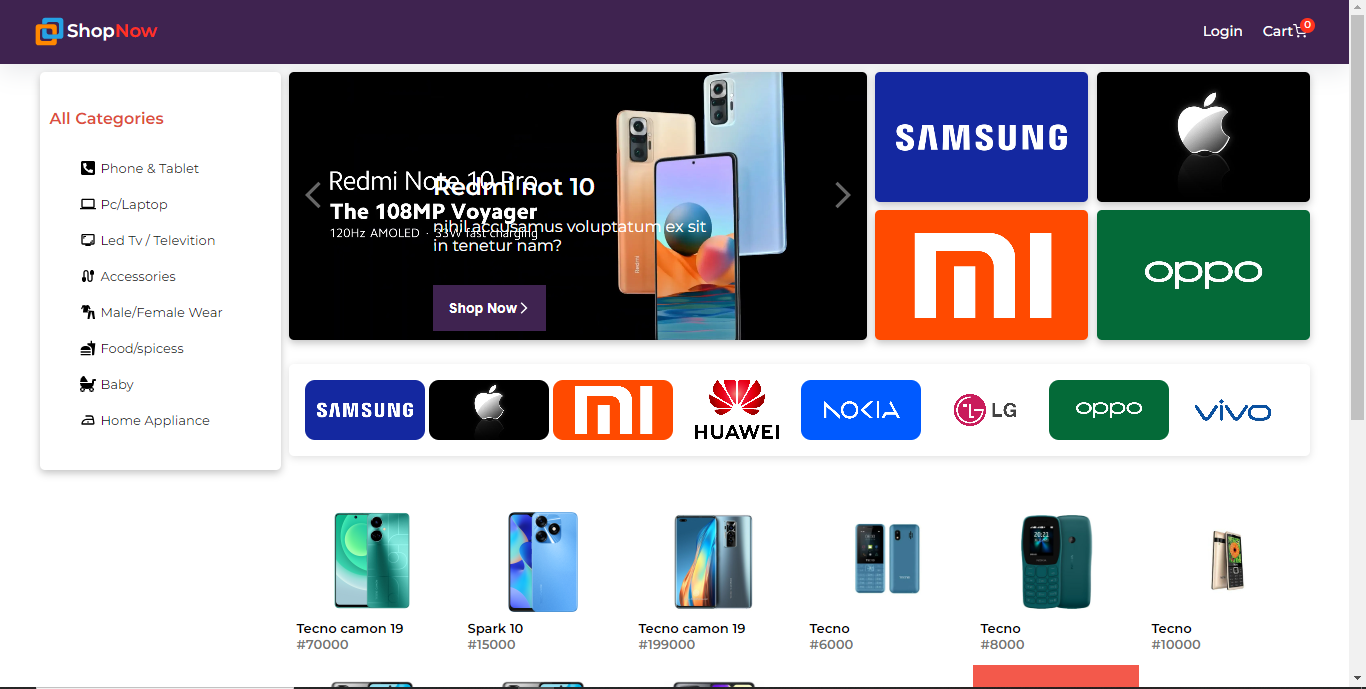 ShopNow
Login
Cart
0
All Categories
Phone & Tablet
Pc/Laptop
Led Tv / Televition
Accessories
Male/Female Wear
Food/spicess
Baby
Home Appliance
Redmi Note 10 Pro
The 108MP Voyager
120Hz AMOLED · 33W fast charging
Redmi not 10
nihil accusamus voluptatum ex sit
in tenetur nam?
Shop Now
Redmi
SAMSUNG
mi
oppo
SAMSUNG
mi
HUAWEI
NOKIA
LG
oppo
vivo
Tecno camon 19
#70000
Spark 10
#15000
Tecno camon 19
#199000
Tecno
#6000
Tecno
#8000
Tecno
#10000